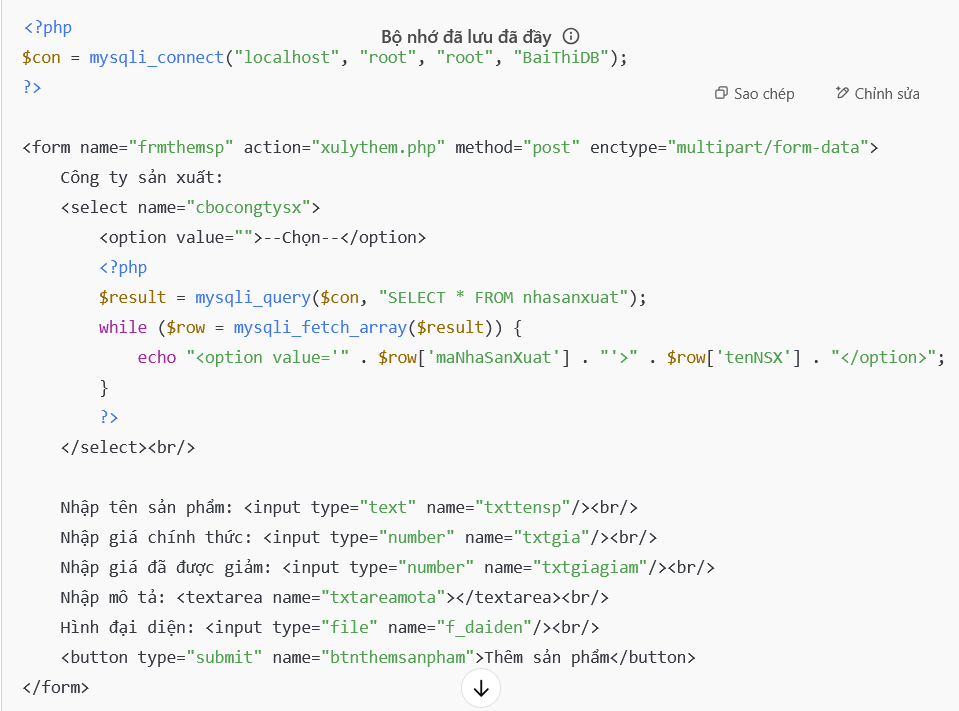 <?php
Bộ nhớ đã lưu đã đầy
$con = mysqli_connect("localhost", "root", "root", "BaiThiDB");
?>
Sao chép
Chỉnh sửa
<form name="frmthemsp" action="xulythem.php" method="post" enctype="multipart/form-data">
    Công ty sản xuất:
    <select name="cbocongtysx">
        <option value="">--Chọn--</option>
        <?php
        $result = mysqli_query($con, "SELECT * FROM nhasanxuat");
        while ($row = mysqli_fetch_array($result)) {
            echo "<option value='" . $row['maNhaSanXuat'] . "'>" . $row['tenNSX'] . "</option>";
        }
        ?>
    </select><br/>
    Nhập tên sản phẩm: <input type="text" name="txttensp"/><br/>
    Nhập giá chính thức: <input type="number" name="txtgia"/><br/>
    Nhập giá đã được giảm: <input type="number" name="txtgiagiam"/><br/>
    Nhập mô tả: <textarea name="txtareamota"></textarea><br/>
    Hình đại diện: <input type="file" name="f_daiden"/><br/>
    <button type="submit" name="btnthemsanpham">Thêm sản phẩm</button>
</form>